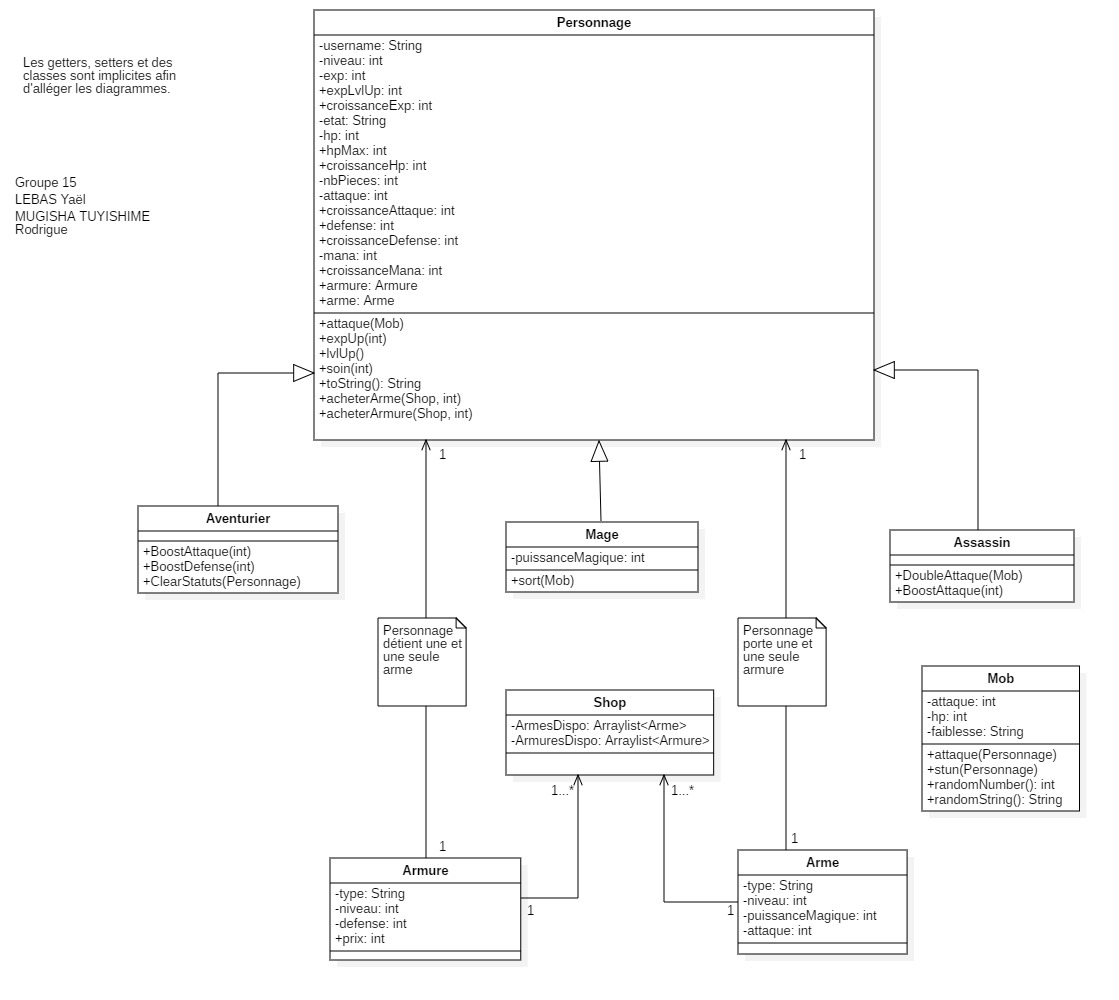 Personnage
-username: String
-niveau: int
-exp: int
+expLvlUp: int
+croissanceExp: int
-etat: String
-hp: int
+hpMax: int
+croissanceHp: int
-nbPieces: int
-attaque: int
+croissanceAttaque: int
+defense: int
+croissanceDefense: int
-mana: int
+croissanceMana: int
+armure: Armure
+arme: Arme
+attaque(Mob)
+expUp(int)
+lvlUp()
+soin(int)
+toString(): String
+acheterArme(Shop, int)
+acheterArmure(Shop, int)
Les getters, setters et des
classes sont implicites afin
d'alléger les diagrammes.
Groupe 15
LEBAS Yaël
MUGISHA TUYISHIME
Rodrigue
1
1
Aventurier
+BoostAttaque(int)
+BoostDefense(int)
+ClearStatuts(Personnage)
Mage
-puissanceMagique: int
+sort(Mob)
Assassin
+DoubleAttaque(Mob)
+BoostAttaque(int)
Personnage
détient une et
une seule
arme
Personnage
porte une et
une seule
armure
Shop
-ArmesDispo: Arraylist<Arme>
-ArmuresDispo: Arraylist<Armure>
1...*
1...*
Mob
-attaque: int
-hp: int
-faiblesse: String
+attaque(Personnage)
+stun(Personnage)
+randomNumber(): int
+randomString(): String
1
1
Armure
-type: String
-niveau: int
-defense: int
+prix: int
1
1
Arme
-type: String
-niveau: int
-puissanceMagique: int
-attaque: int